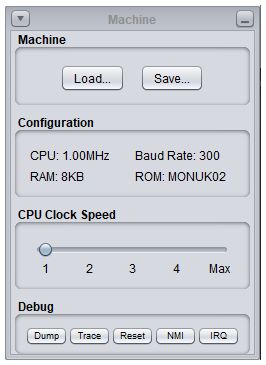 Machine
Machine
Load... Save...
Configuration
CPU: 1.00MHz Baud Rate: 300
RAM: 8KB ROM: MONUK02
CPU Clock Speed
1 2 3 4 Max
Debug
Dump Trace Reset NMI IRQ